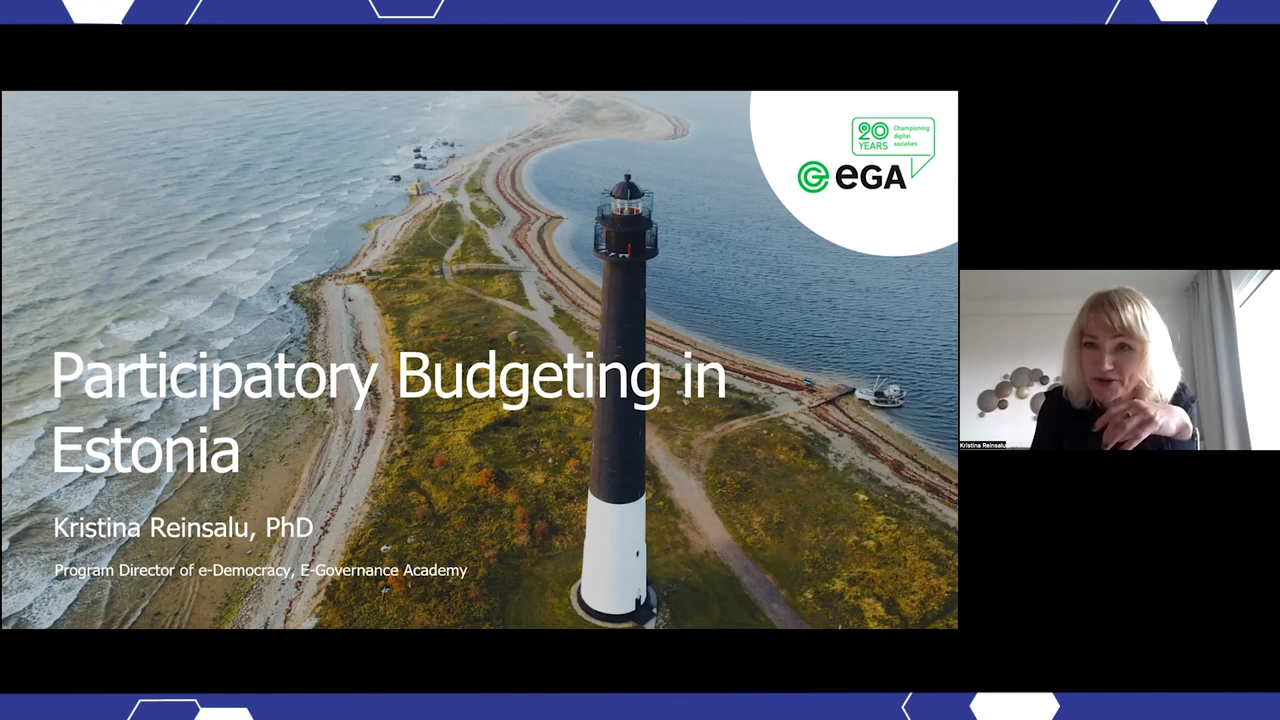 20
YEARS
Championing
digital
societies
eGA
Participatory Budgeting in
Estonia
Kristina Reinsalu, PhD
Program Director of e-Democracy, E-Governance Academy
Kristina Reinsalu